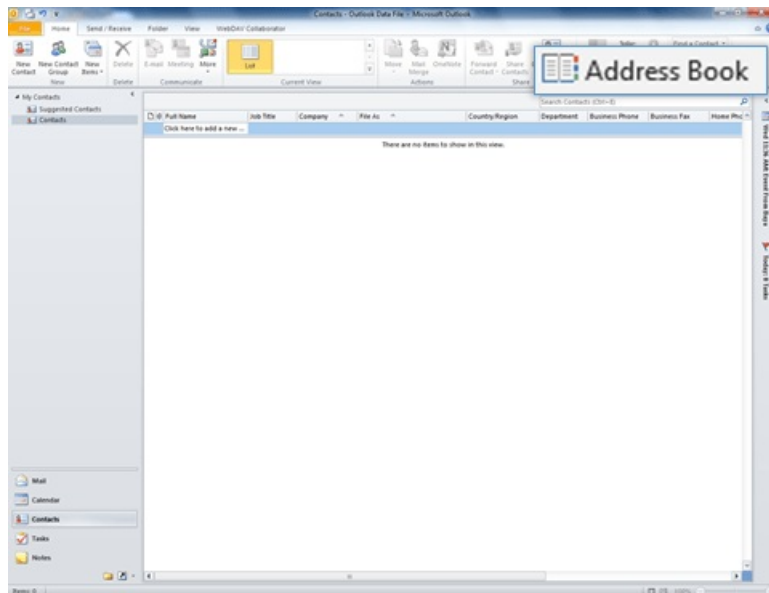 Contacts - Outlook Data File - Microsoft Outlook
File Home Send / Receive Folder View WebDAV Collaborator
New Contact New Contact Group New Items Delete E-mail Meeting More List Move Mail Merge OneNote Forward Contact Share Contacts Find a Contact
Address Book
New Delete Communicate Current View Actions Share
My Contacts
Suggested Contacts
Contacts
Search Contacts (Ctrl+E)
Full Name Job Title Company File As Country/Region Department Business Phone Business Fax Home Pho
Click here to add a new ...
There are no items to show in this view.
Today: 8 Tasks
Mail
Calendar
Contacts
Tasks
Notes
Items: 0 100%